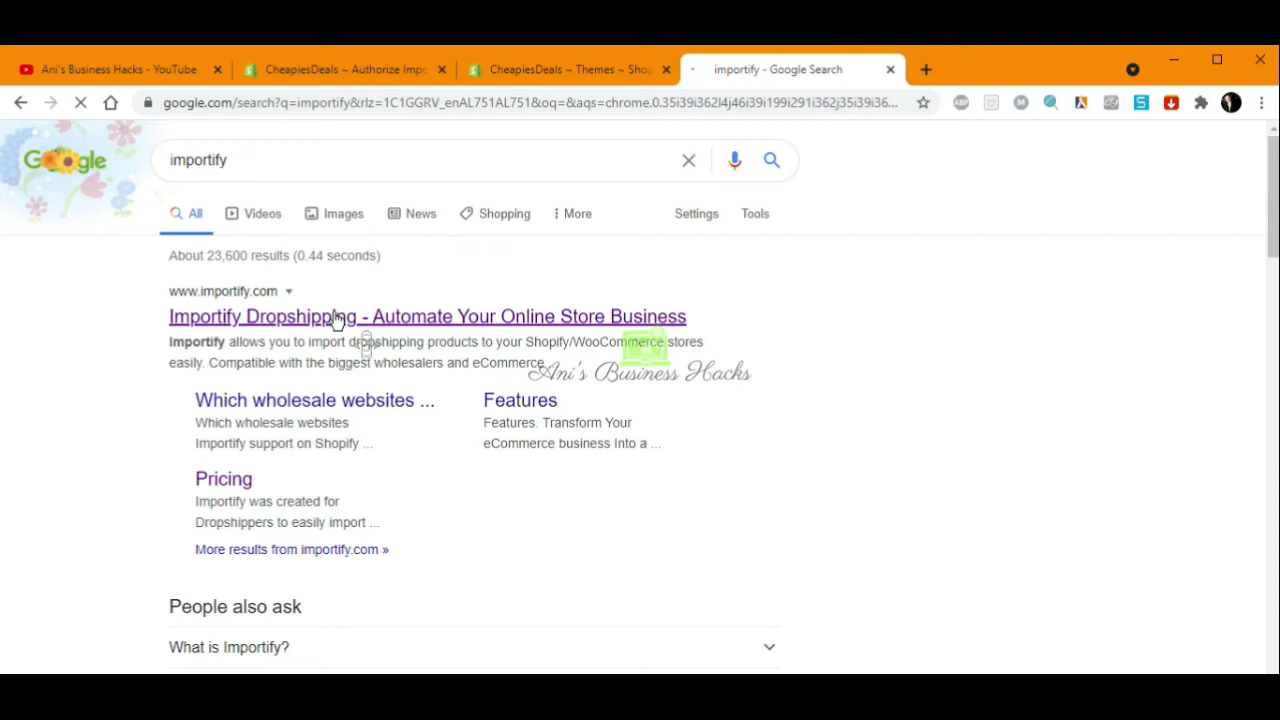 Ani's Business Hacks - YouTube
CheapiesDeals ~ Authorize Impo
CheapiesDeals ~ Themes ~ Shop
importify - Google Search
google.com/search?q=importify&rlz=1C1GGRV_enAL751AL751&oq=&aqs=chrome.0.35i39i362l4j46i39i199i291i362j35i39i36...
Google
importify
All
Videos
Images
News
Shopping
More
Settings
Tools
About 23,600 results (0.44 seconds)
www.importify.com
Importify Dropshipping - Automate Your Online Store Business
Importify allows you to import dropshipping products to your Shopify/WooCommerce stores
easily. Compatible with the biggest wholesalers and eCommerce
Ani's Business Hacks
Which wholesale websites ...
Which wholesale websites
Importify support on Shopify ...
Features
Features. Transform Your
eCommerce business Into a ...
Pricing
Importify was created for
Dropshippers to easily import ...
More results from importify.com »
People also ask
What is Importify?